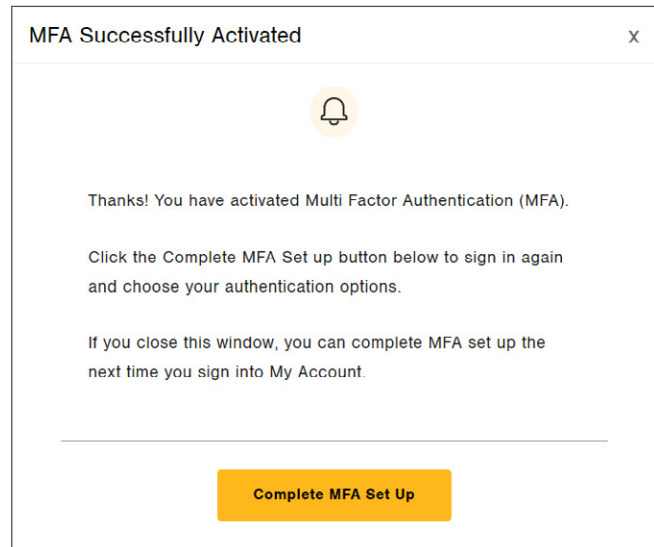 MFA Successfully Activated X
Thanks! You have activated Multi Factor Authentication (MFA).
Click the Complete MFA Set up button below to sign in again
and choose your authentication options.
If you close this window, you can complete MFA set up the
next time you sign into My Account.
Complete MFA Set Up